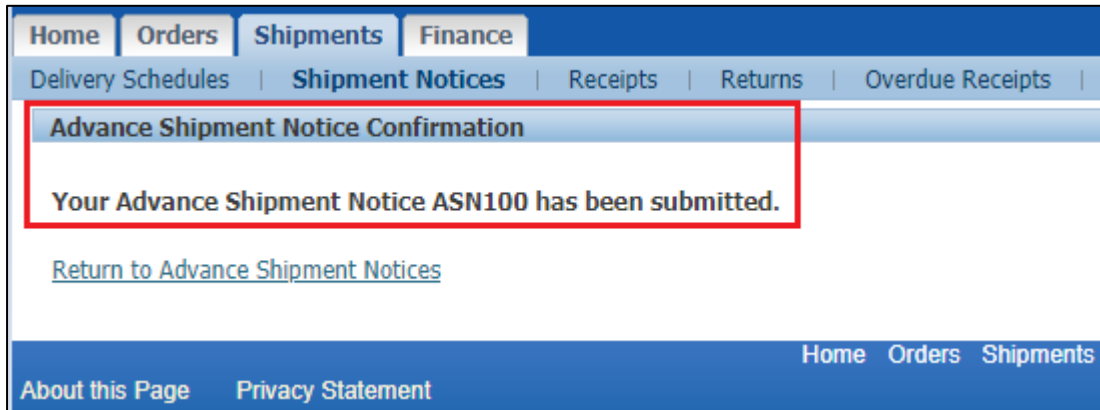 Home Orders Shipments Finance
Delivery Schedules | Shipment Notices | Receipts | Returns | Overdue Receipts |
Advance Shipment Notice Confirmation
Your Advance Shipment Notice ASN100 has been submitted.
Return to Advance Shipment Notices
Home Orders Shipments
About this Page Privacy Statement